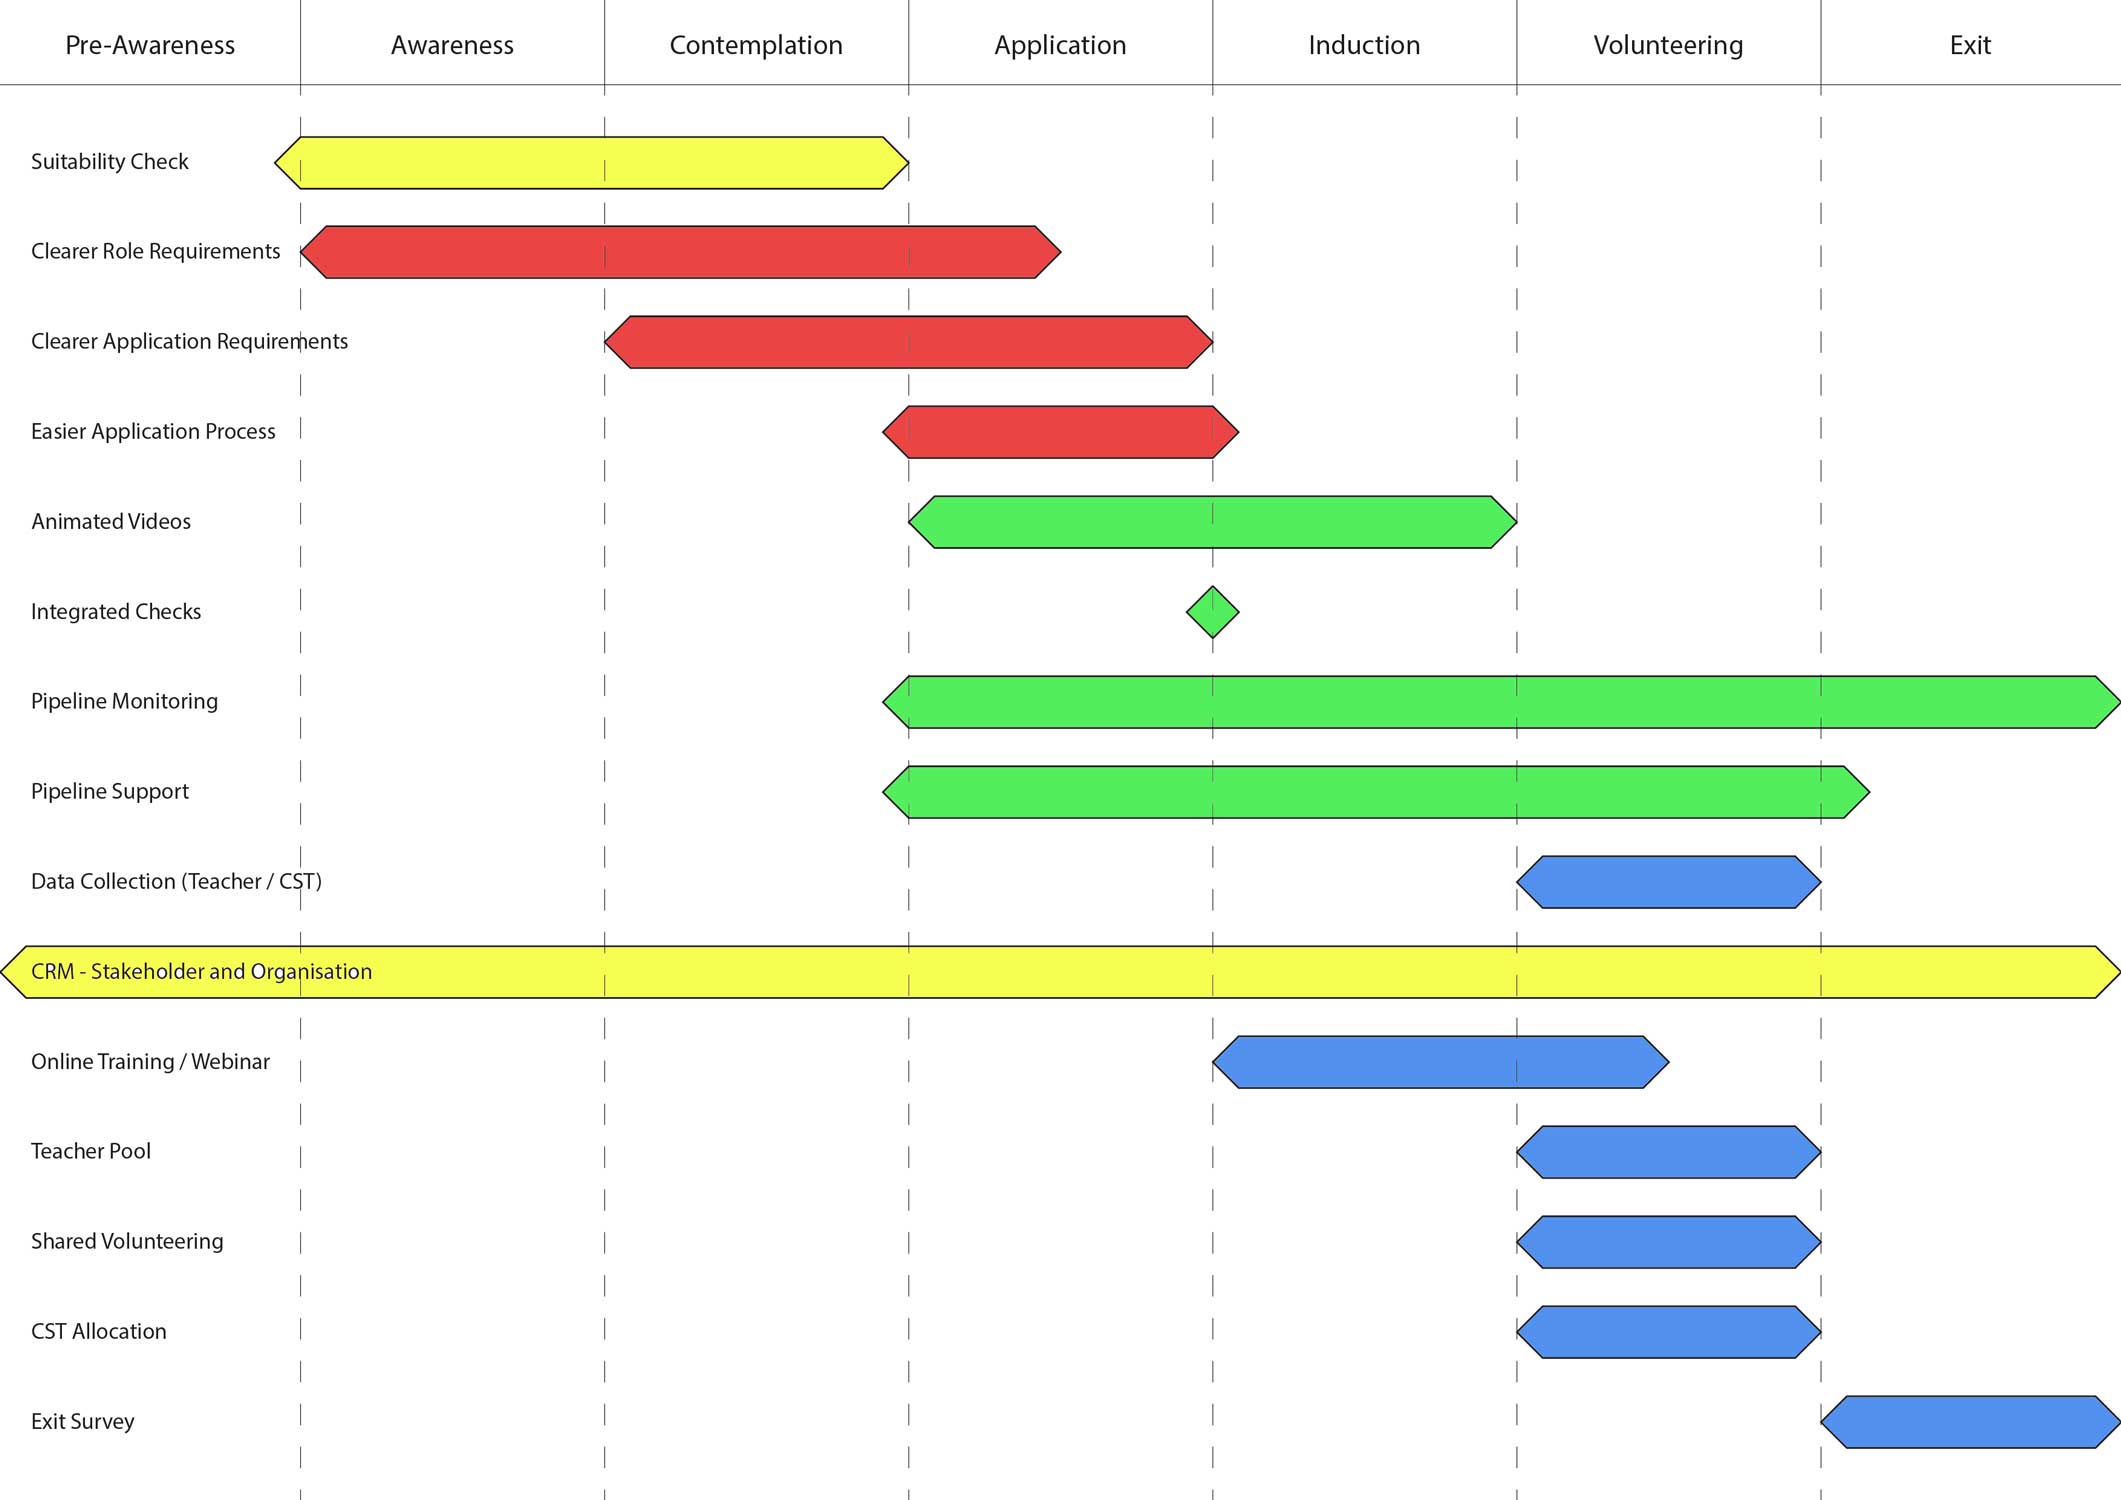 Pre-Awareness Awareness Contemplation Application Induction Volunteering Exit
Suitability Check
Clearer Role Requirements
Clearer Application Requirements
Easier Application Process
Animated Videos
Integrated Checks
Pipeline Monitoring
Pipeline Support
Data Collection (Teacher / CST)
CRM - Stakeholder and Organisation
Online Training / Webinar
Teacher Pool
Shared Volunteering
CST Allocation
Exit Survey